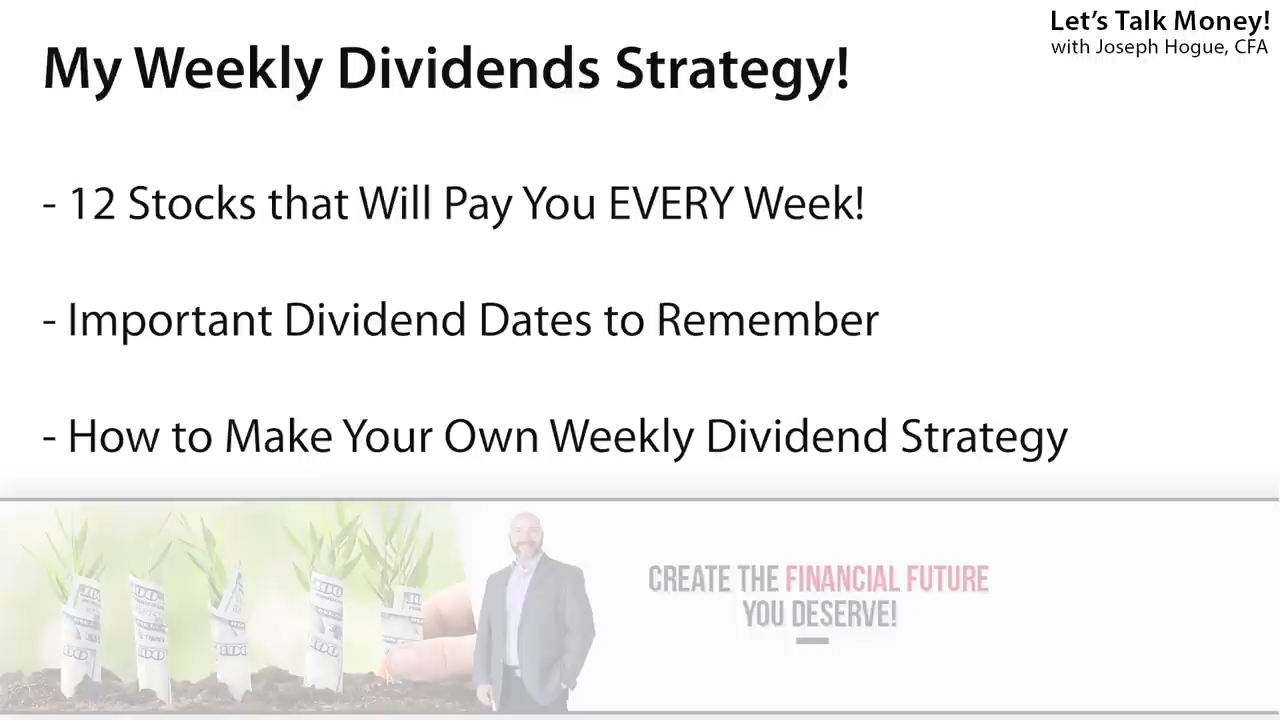 Let's Talk Money!
with Joseph Hogue, CFA
My Weekly Dividends Strategy!
- 12 Stocks that Will Pay You EVERY Week!
- Important Dividend Dates to Remember
- How to Make Your Own Weekly Dividend Strategy
CREATE THE FINANCIAL FUTURE
YOU DESERVE!